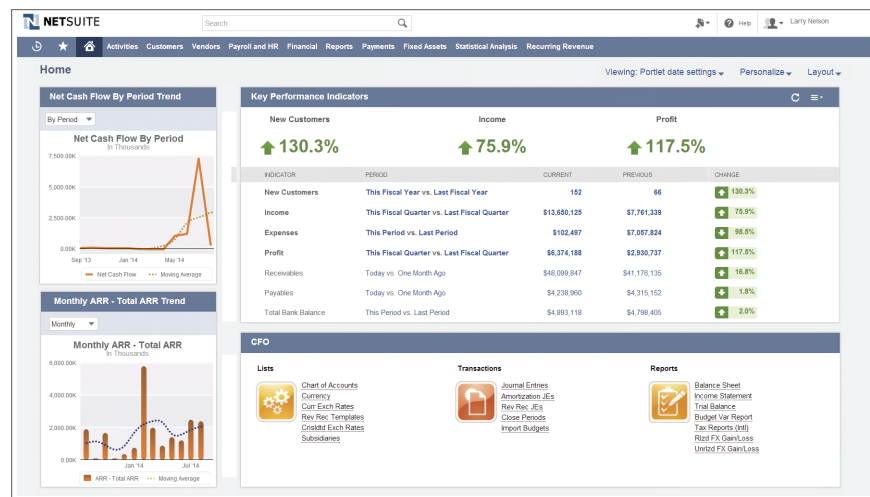 NETSUITE
Search
Help
Larry Nelson
Activities Customers Vendors Payroll and HR Financial Reports Payments Fixed Assets Statistical Analysis Recurring Revenue
Home
Viewing: Portlet date settings Personalize Layout
Net Cash Flow By Period Trend
By Period
Net Cash Flow By Period
In Thousands
7,500.00K
5,000.00K
2,500.00K
0.00K
Sep '13 Jan '14 May '14
Net Cash Flow Moving Average
Monthly ARR - Total ARR Trend
Monthly
Monthly ARR - Total ARR
In Thousands
6,000.00K
4,000.00K
2,000.00K
0.00K
Jan '14 Jul '14
ARR - Total ARR Moving Average
Key Performance Indicators
New Customers Income Profit
130.3% 75.9% 117.5%
INDICATOR PERIOD CURRENT PREVIOUS CHANGE
New Customers This Fiscal Year vs. Last Fiscal Year 152 66 130.3%
Income This Fiscal Quarter vs. Last Fiscal Quarter $13,650,125 $7,761,339 75.9%
Expenses This Period vs. Last Period $102,497 $7,057,824 98.5%
Profit This Fiscal Quarter vs. Last Fiscal Quarter $6,374,188 $2,930,737 117.5%
Receivables Today vs. One Month Ago $48,099,847 $41,176,135 16.8%
Payables Today vs. One Month Ago $4,238,960 $4,315,152 1.8%
Total Bank Balance This Period vs. Last Period $4,893,118 $4,798,405 2.0%
CFO
Lists
Chart of Accounts
Currency
Curr Exch Rates
Rev Rec Templates
Cnsldtd Exch Rates
Subsidiaries
Transactions
Journal Entries
Amortization JEs
Rev Rec JEs
Close Periods
Import Budgets
Reports
Balance Sheet
Income Statement
Trial Balance
Budget Var Report
Tax Reports (Intl)
Rlzd FX Gain/Loss
Unrlzd FX Gain/Loss